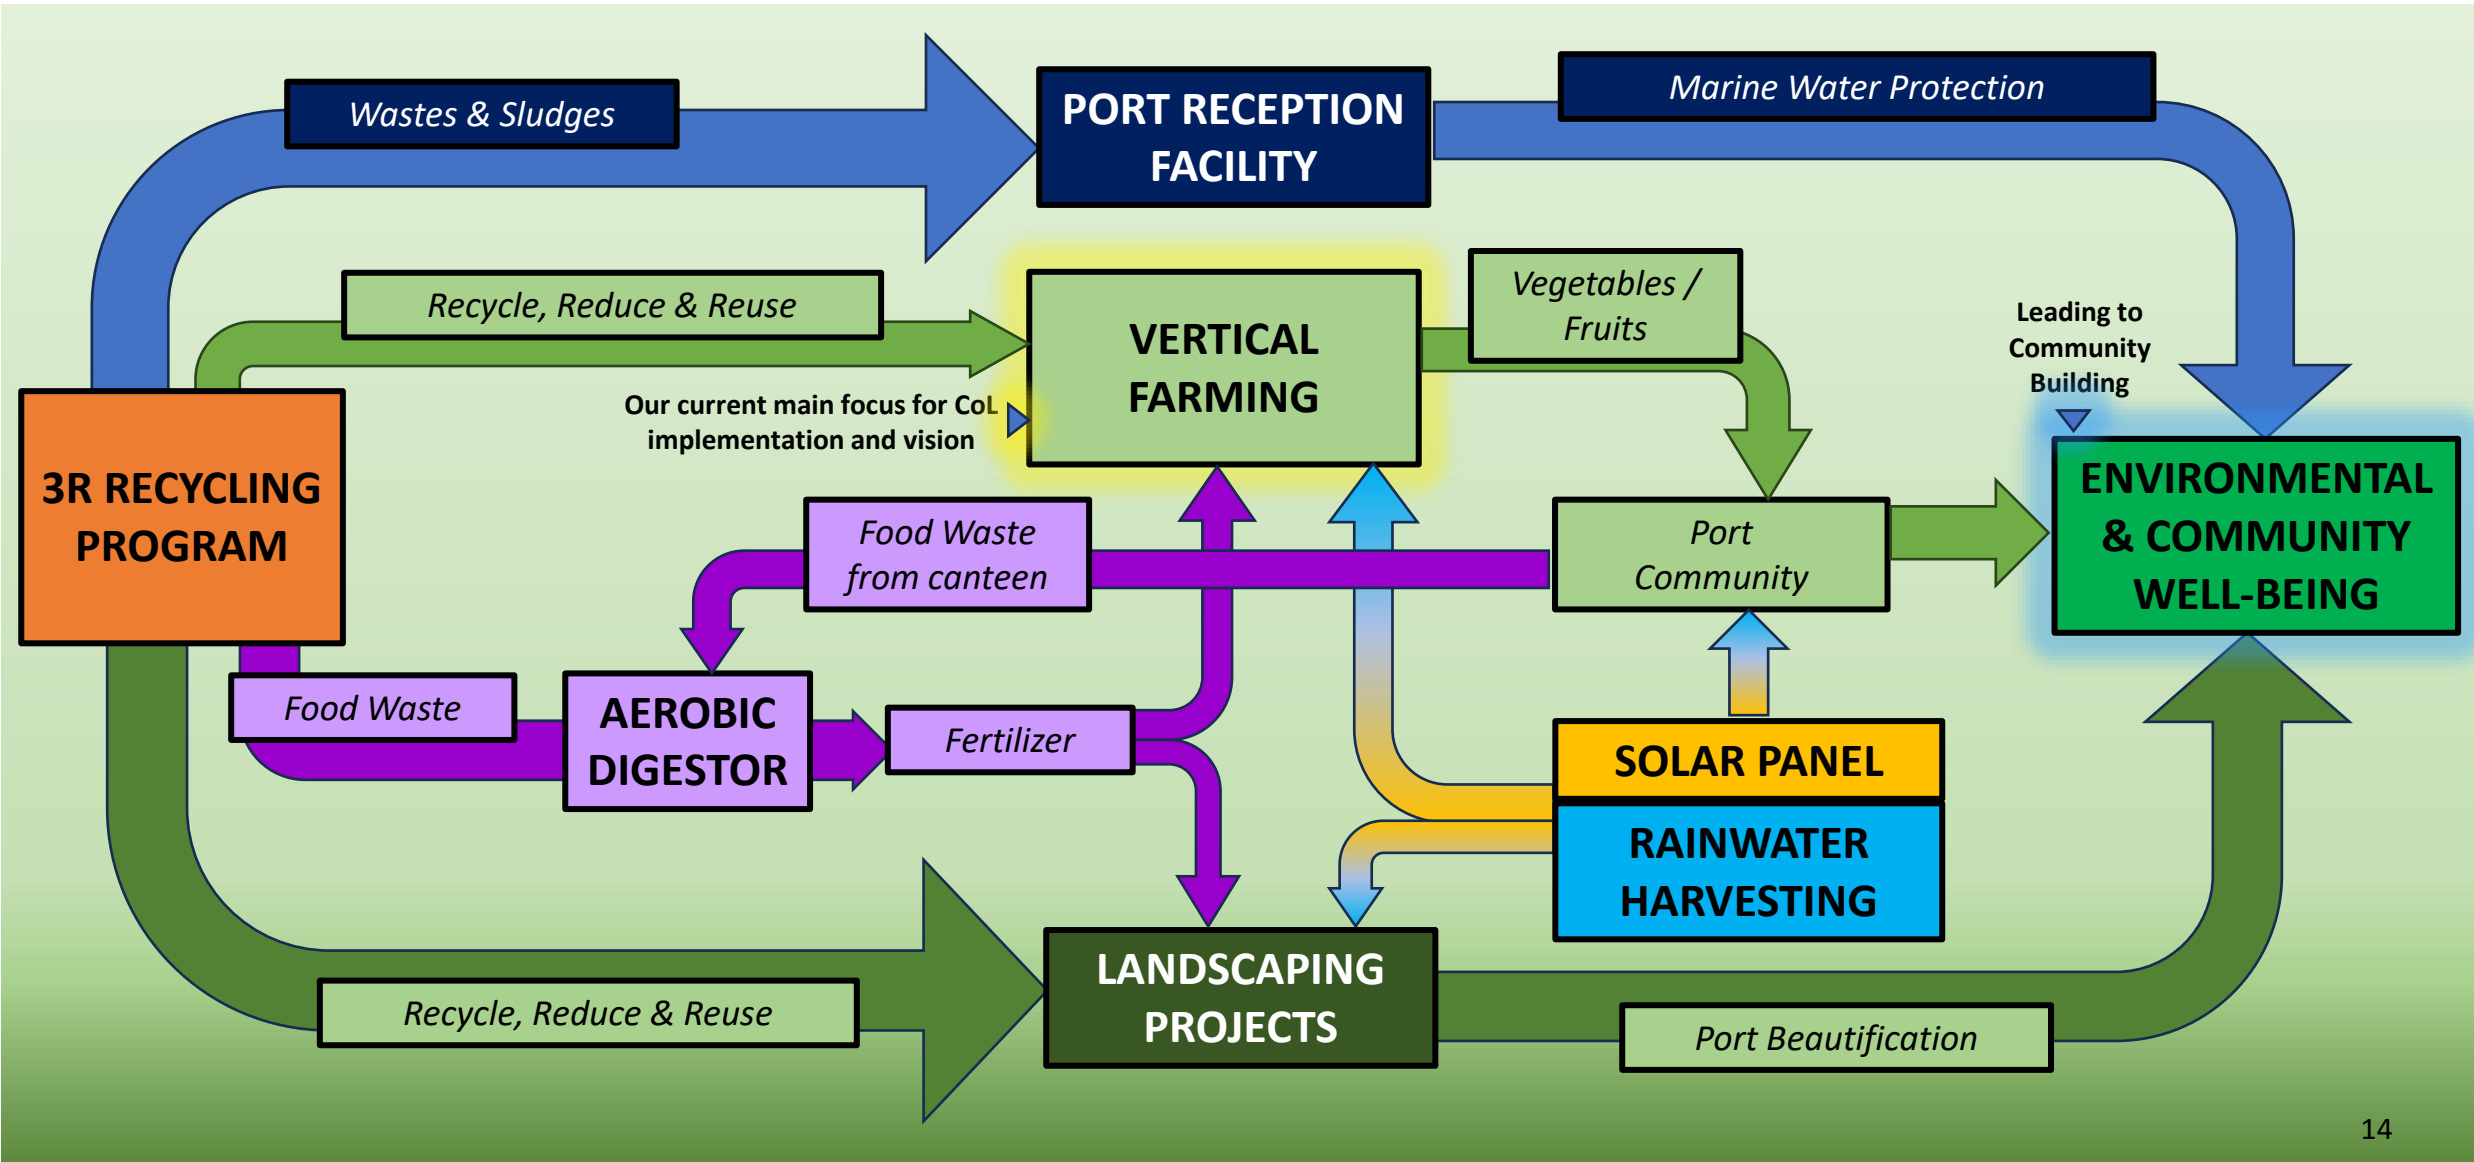 Wastes & Sludges
PORT RECEPTION
FACILITY
Marine Water Protection
Recycle, Reduce & Reuse
VERTICAL
FARMING
Vegetables /
Fruits
Leading to
Community
Building
Our current main focus for CoL
implementation and vision
3R RECYCLING
PROGRAM
Food Waste
from canteen
Port
Community
ENVIRONMENTAL
& COMMUNITY
WELL-BEING
Food Waste
AEROBIC
DIGESTOR
Fertilizer
SOLAR PANEL
RAINWATER
HARVESTING
Recycle, Reduce & Reuse
LANDSCAPING
PROJECTS
Port Beautification
14